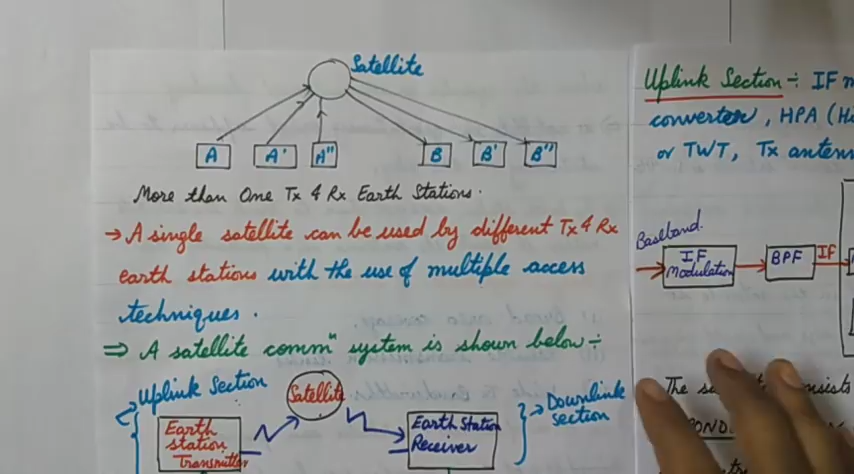 Satellite
A A' A" B B' B"
More than One Tx & Rx Earth Stations.
→ A single satellite can be used by different Tx & Rx
earth stations with the use of multiple access
techniques.
⇒ A satellite commⁿ system is shown below ÷
Uplink Section
Satellite
Downlink
section
Earth
station
Transmitter
Earth Station
Receiver
Uplink Section ÷ IF
converter, HPA
or TWT, Tx
Baseband
IF
Modulation
BPF
IF
The